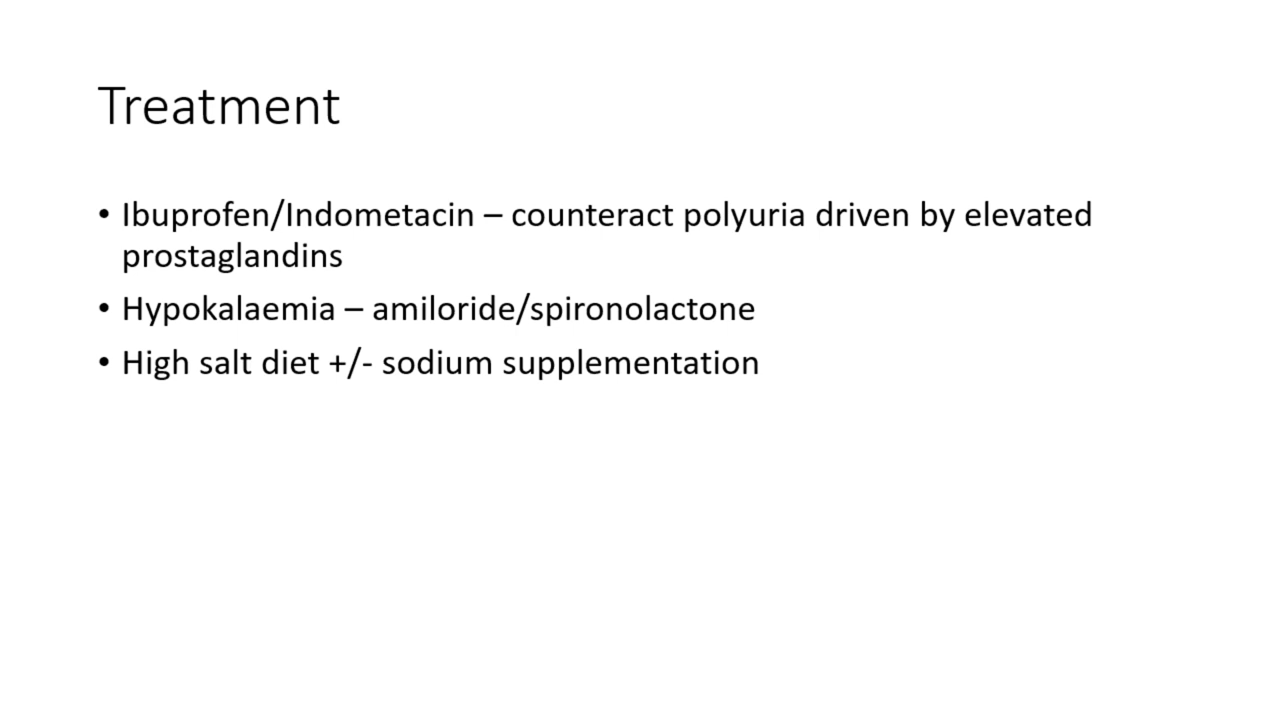 Treatment
• Ibuprofen/Indometacin – counteract polyuria driven by elevated
prostaglandins
• Hypokalaemia – amiloride/spironolactone
• High salt diet +/- sodium supplementation